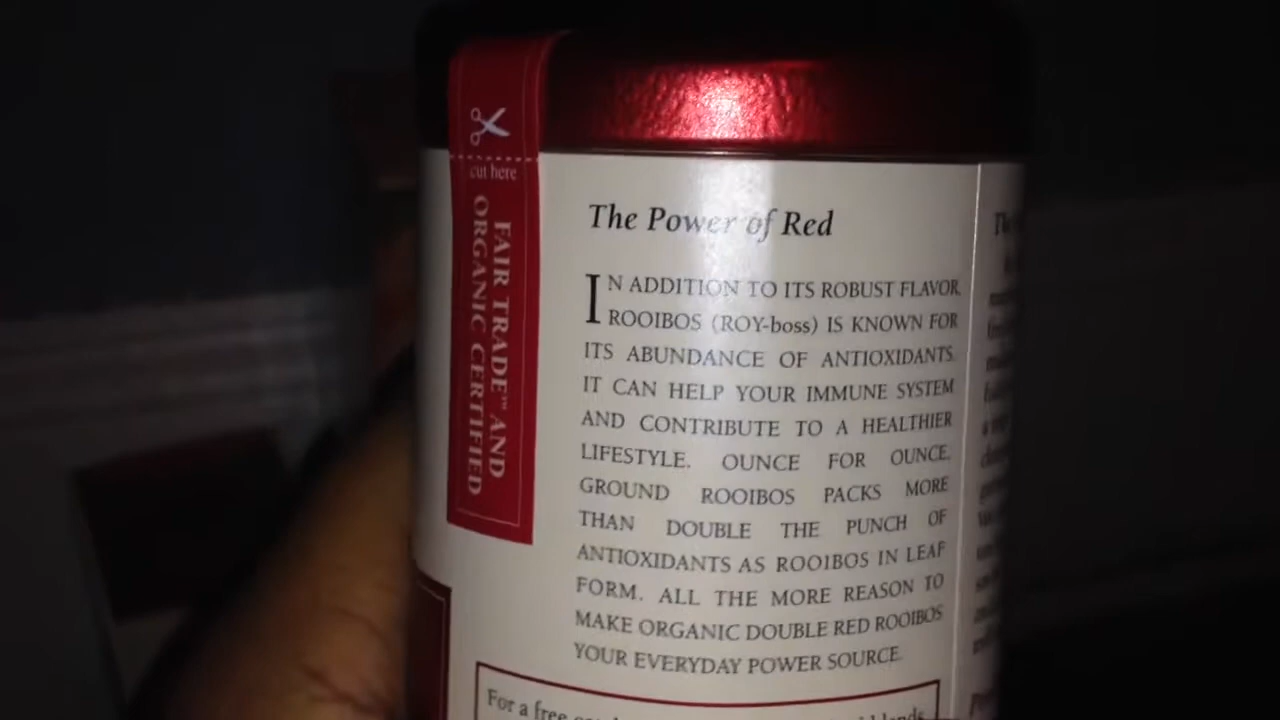 cut here
FAIR TRADE™ AND
ORGANIC CERTIFIED
The Power of Red
IN ADDITION TO ITS ROBUST FLAVOR
ROOIBOS (ROY-boss) IS KNOWN FOR
ITS ABUNDANCE OF ANTIOXIDANTS.
IT CAN HELP YOUR IMMUNE SYSTEM
AND CONTRIBUTE TO A HEALTHIER
LIFESTYLE. OUNCE FOR OUNCE,
GROUND ROOIBOS PACKS MORE
THAN DOUBLE THE PUNCH OF
ANTIOXIDANTS AS ROOIBOS IN LEAF
FORM. ALL THE MORE REASON TO
MAKE ORGANIC DOUBLE RED ROOIBOS
YOUR EVERYDAY POWER SOURCE.
For a free